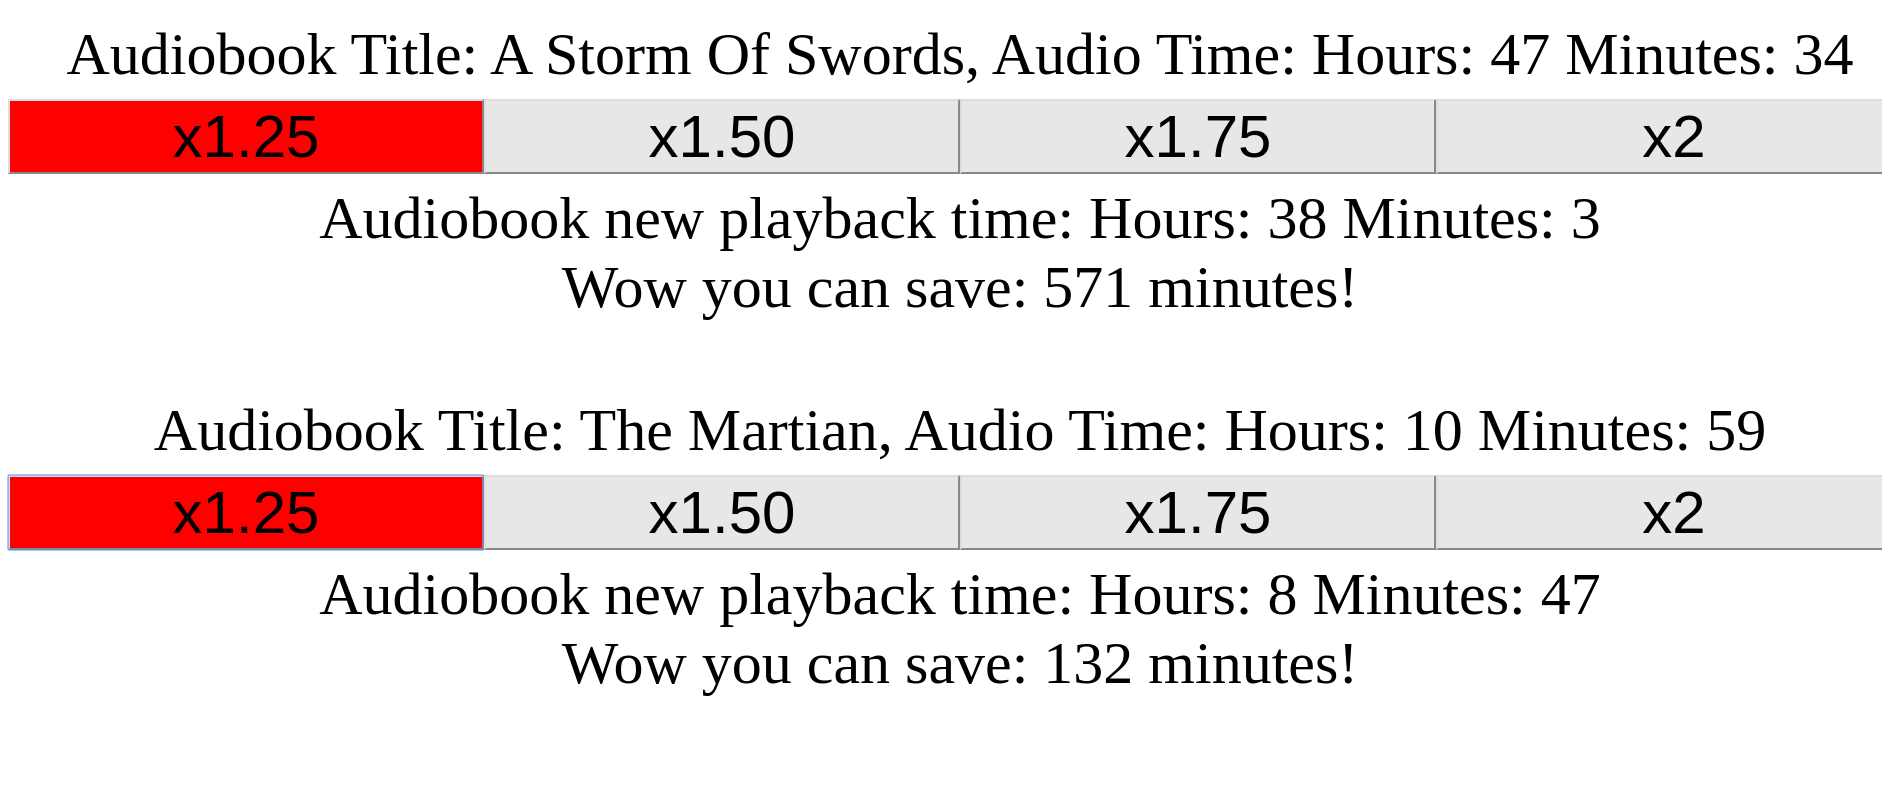 Audiobook Title: A Storm Of Swords, Audio Time: Hours: 47 Minutes: 34
x1.25 x1.50 x1.75 x2
Audiobook new playback time: Hours: 38 Minutes: 3
Wow you can save: 571 minutes!
Audiobook Title: The Martian, Audio Time: Hours: 10 Minutes: 59
x1.25 x1.50 x1.75 x2
Audiobook new playback time: Hours: 8 Minutes: 47
Wow you can save: 132 minutes!